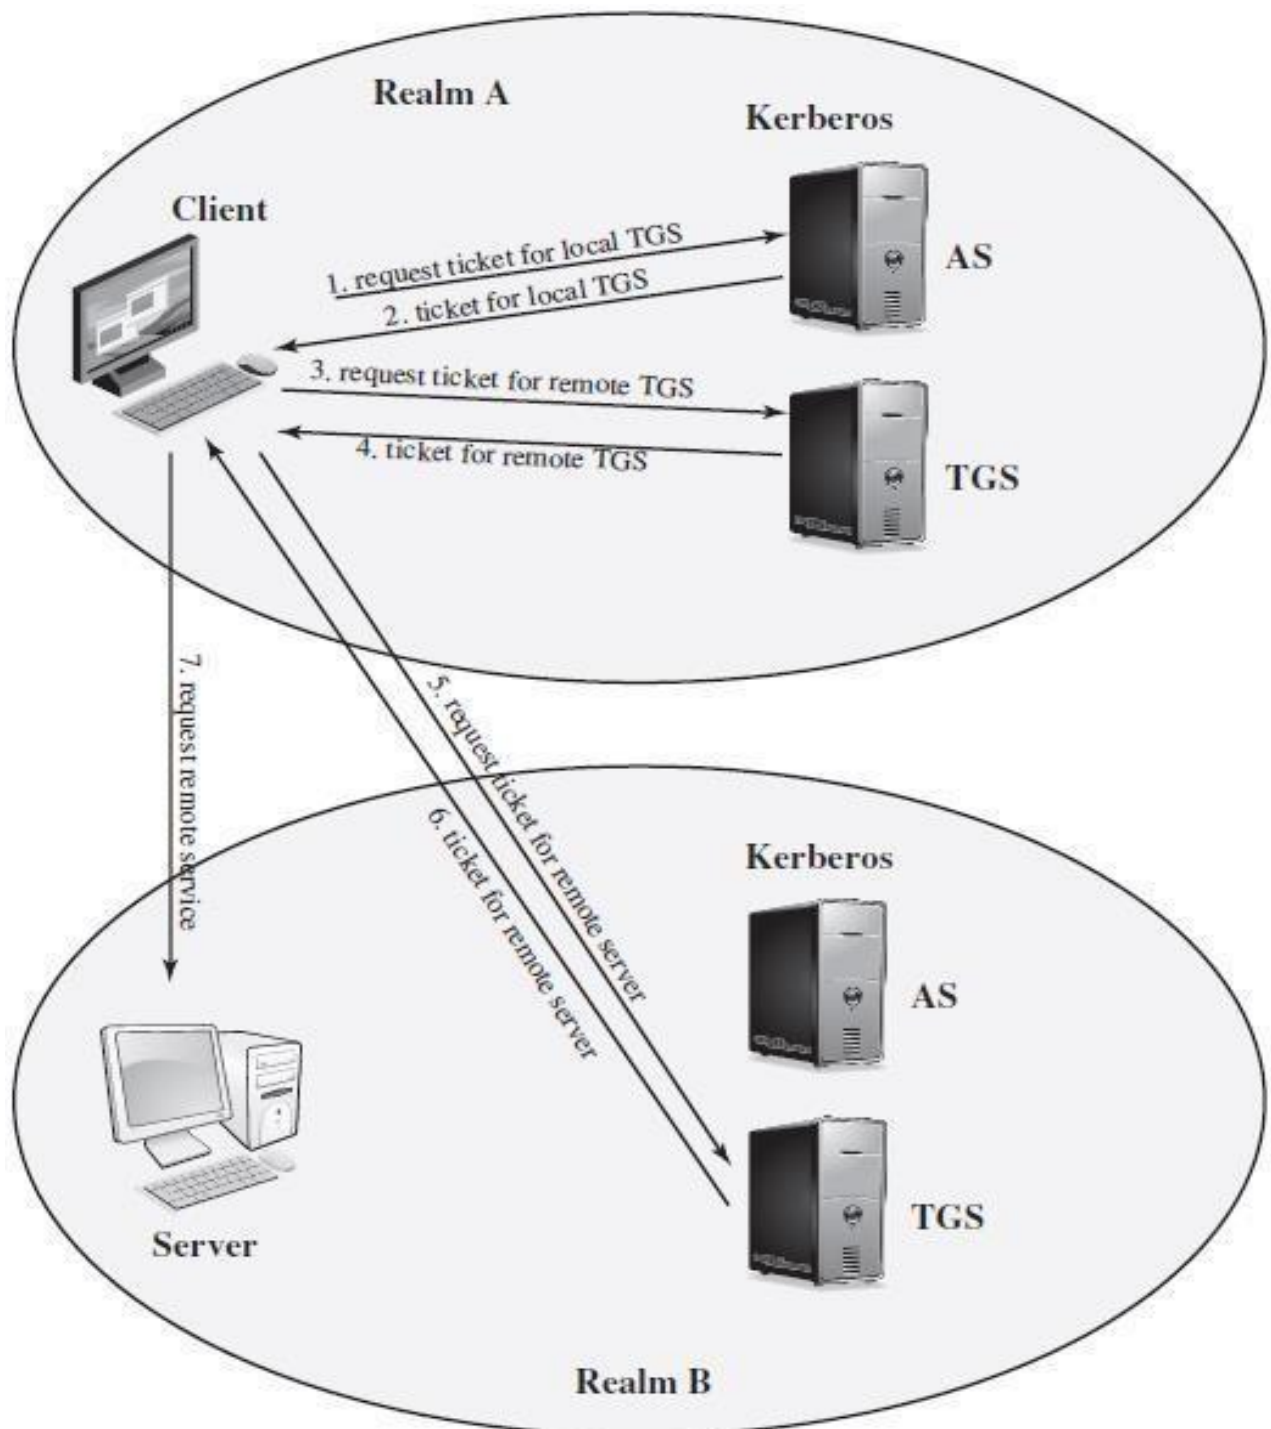 Realm A
Kerberos
Client
1. request ticket for local TGS
AS
2. ticket for local TGS
3. request ticket for remote TGS
4. ticket for remote TGS
TGS
7. request remote service
5. request ticket for remote server
6. ticket for remote server
Kerberos
AS
TGS
Server
Realm B